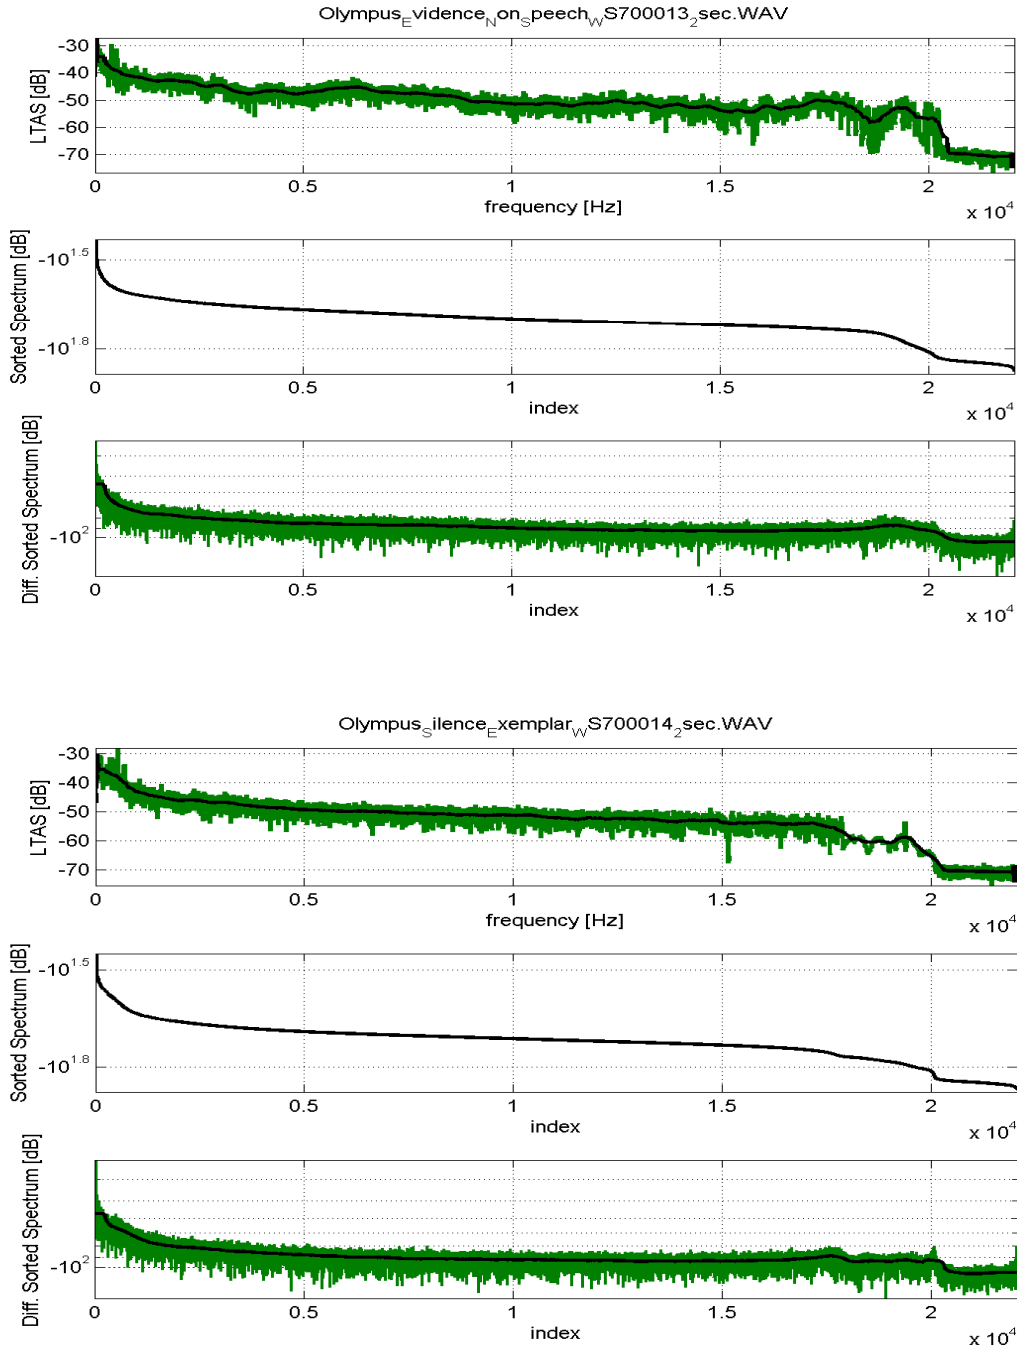 Olympus_Evidence_Non_Speech_WS700013_2sec.WAV
LTAS [dB]
-30
-40
-50
-60
-70
0 0.5 1 1.5 2
frequency [Hz]
x 10^4
Sorted Spectrum [dB]
-10^1.5
-10^1.8
0 0.5 1 1.5 2
index
x 10^4
Diff. Sorted Spectrum [dB]
-10^2
0 0.5 1 1.5 2
index
x 10^4
Olympus_Silence_Exemplar_WS700014_2sec.WAV
LTAS [dB]
-30
-40
-50
-60
-70
0 0.5 1 1.5 2
frequency [Hz]
x 10^4
Sorted Spectrum [dB]
-10^1.5
-10^1.8
0 0.5 1 1.5 2
index
x 10^4
Diff. Sorted Spectrum [dB]
-10^2
0 0.5 1 1.5 2
index
x 10^4